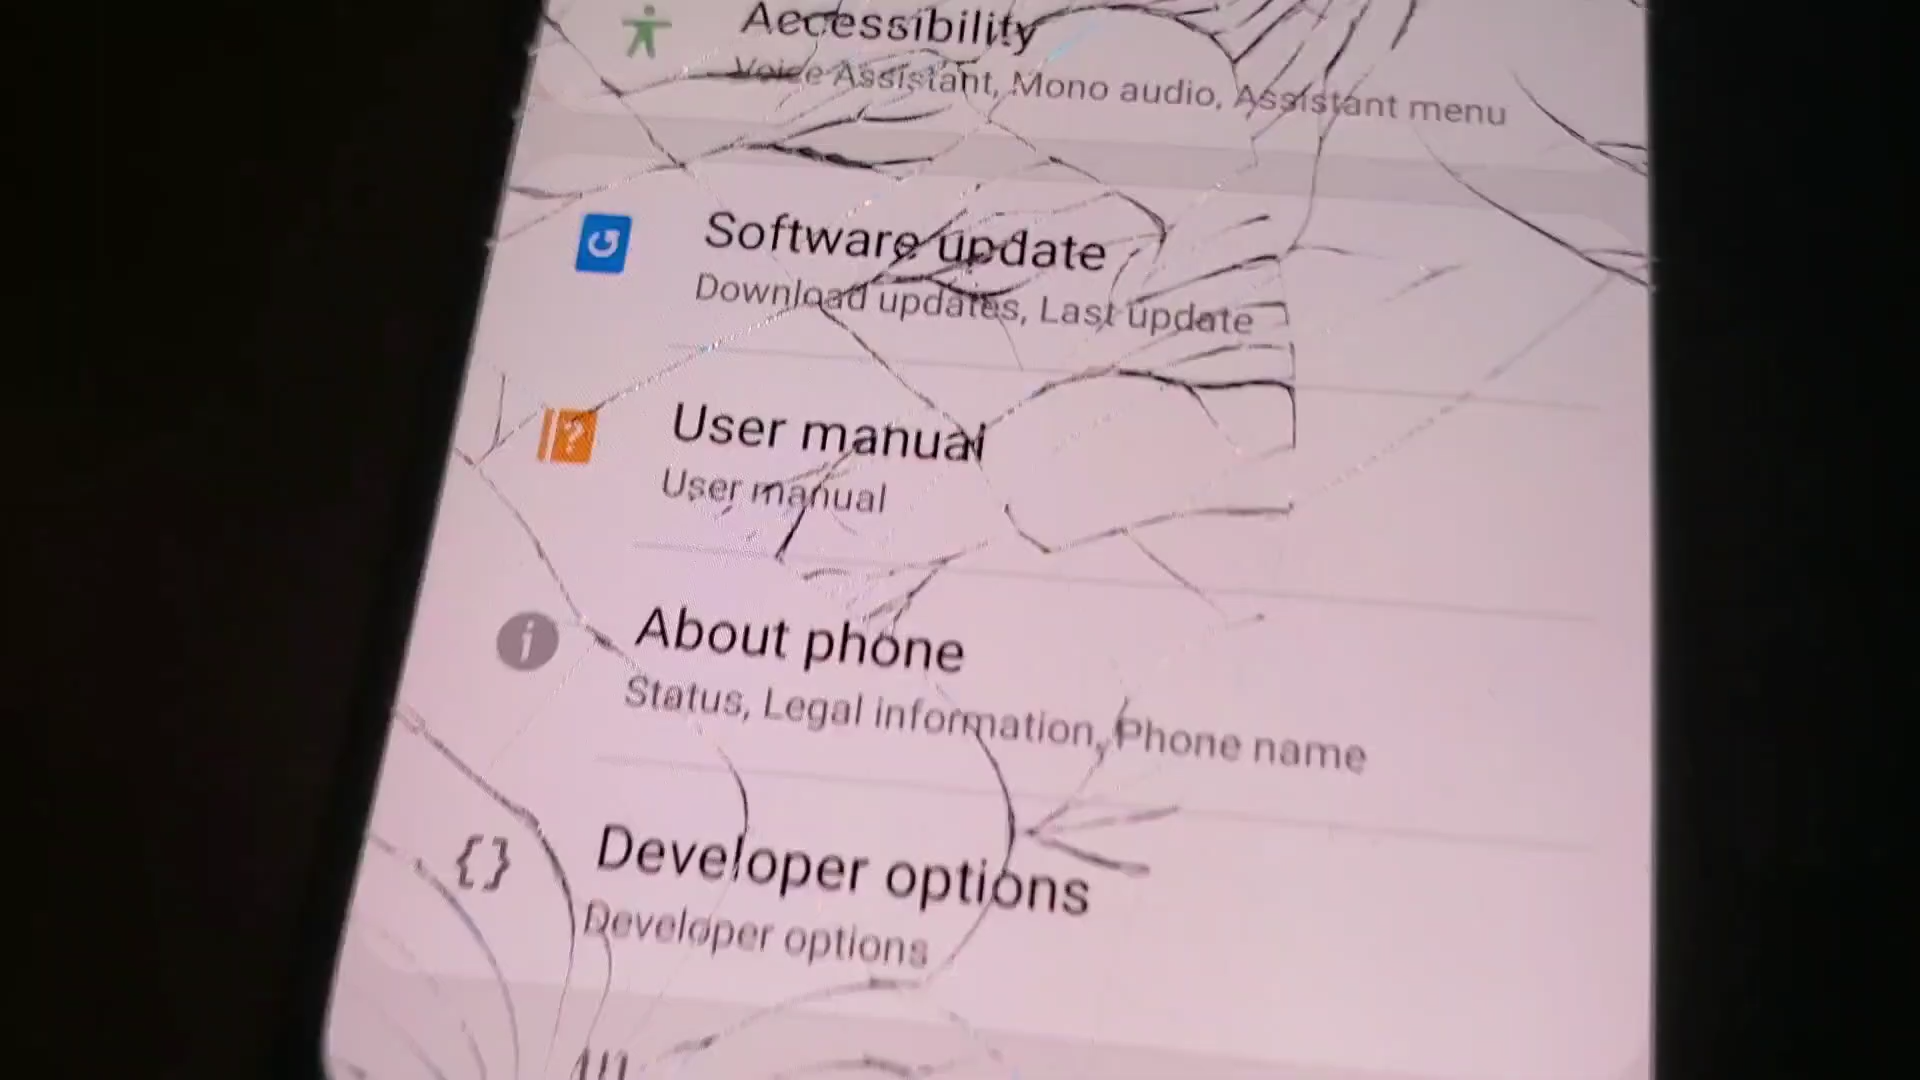 Accessibility
Voice Assistant, Mono audio, Assistant menu
Software update
Download updates, Last update
User manual
User manual
About phone
Status, Legal information, Phone name
Developer options
Developer options